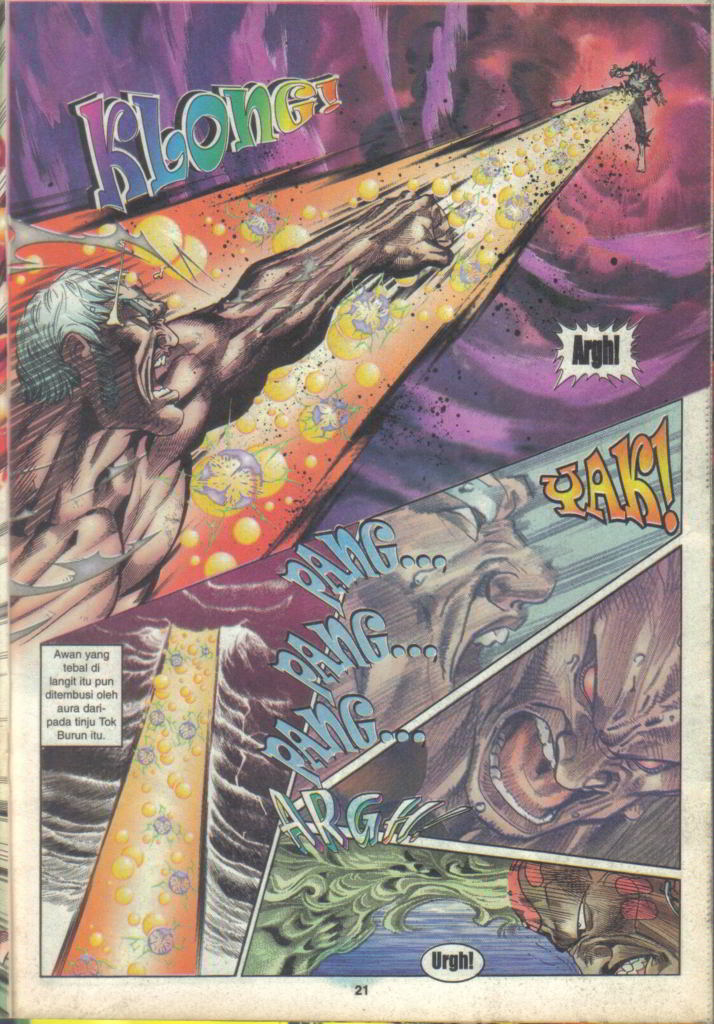 KLONG!
Argh!
YAK!
PANG...
PANG...
PANG...
Awan yang
tebal di
langit itu pun
ditembusi oleh
aura dari-
pada tinju Tok
Burun itu.
ARGH!
Urgh!
21